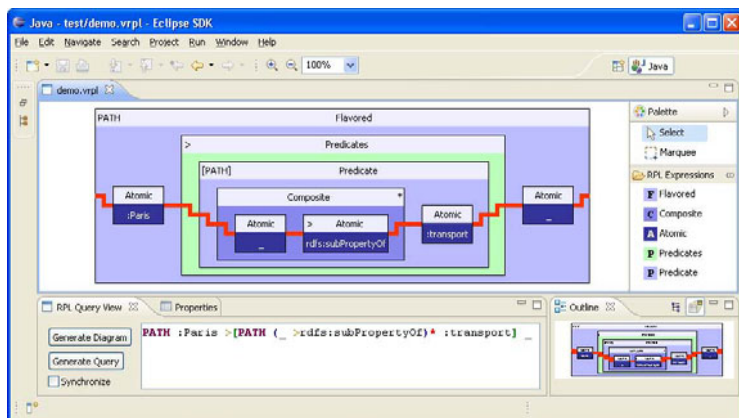 Java - test/demo.vrpl - Eclipse SDK
File Edit Navigate Search Project Run Window Help
100% Java
demo.vrpl
PATH Flavored
> Predicates
[PATH] Predicate
Composite *
Atomic
:Paris
Atomic
_
> Atomic
rdfs:subPropertyOf
Atomic
:transport
Atomic
_
Palette
Select
Marquee
RPL Expressions
F Flavored
C Composite
A Atomic
P Predicates
P Predicate
RPL Query View Properties
Generate Diagram
Generate Query
Synchronize
PATH :Paris >[PATH (_ >rdfs:subPropertyOf)* :transport] _
Outline